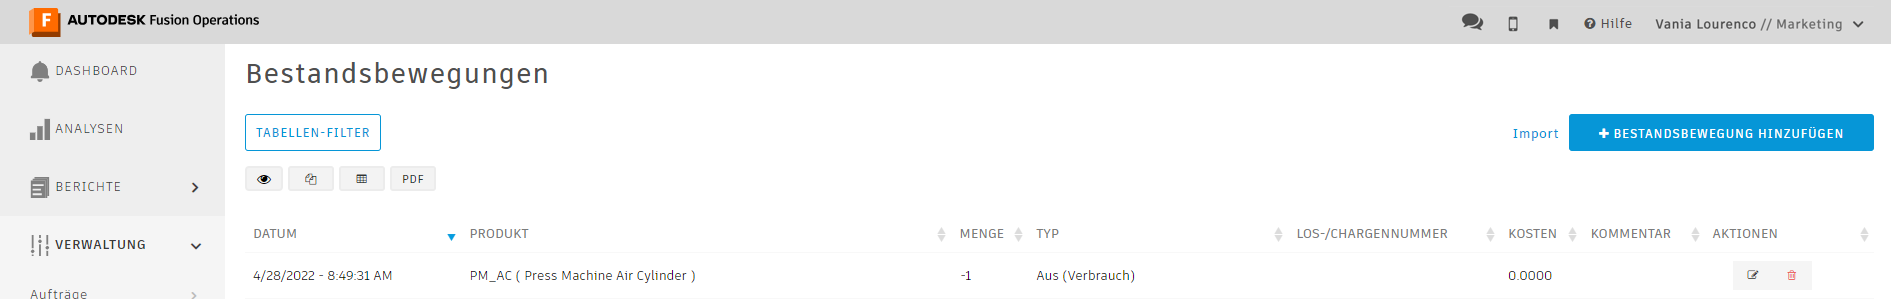 AUTODESK Fusion Operations
Hilfe
Vania Lourenco // Marketing
DASHBOARD
ANALYSEN
BERICHTE
VERWALTUNG
Aufträge
Bestandsbewegungen
TABELLEN-FILTER
Import
+ BESTANDSBEWEGUNG HINZUFÜGEN
PDF
DATUM PRODUKT MENGE TYP LOS-/CHARGENNUMMER KOSTEN KOMMENTAR AKTIONEN
4/28/2022 - 8:49:31 AM PM_AC ( Press Machine Air Cylinder ) -1 Aus (Verbrauch) 0.0000